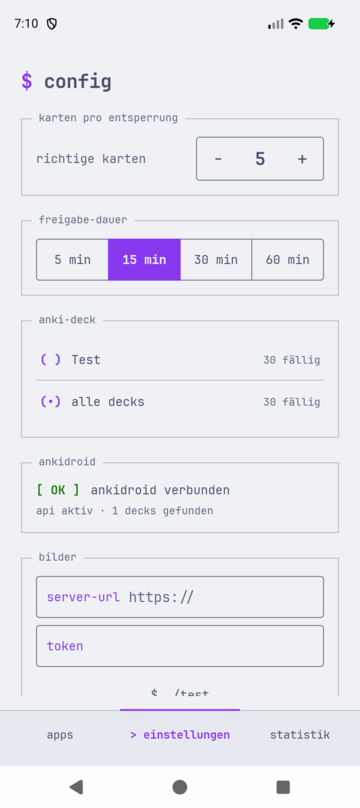 7:10
$ config
karten pro entsperrung
richtige karten - 5 +
freigabe-dauer
5 min 15 min 30 min 60 min
anki-deck
( ) Test 30 fällig
(•) alle decks 30 fällig
ankidroid
[ OK ] ankidroid verbunden
api aktiv · 1 decks gefunden
bilder
server-url https://
token
$ ./test
apps > einstellungen statistik